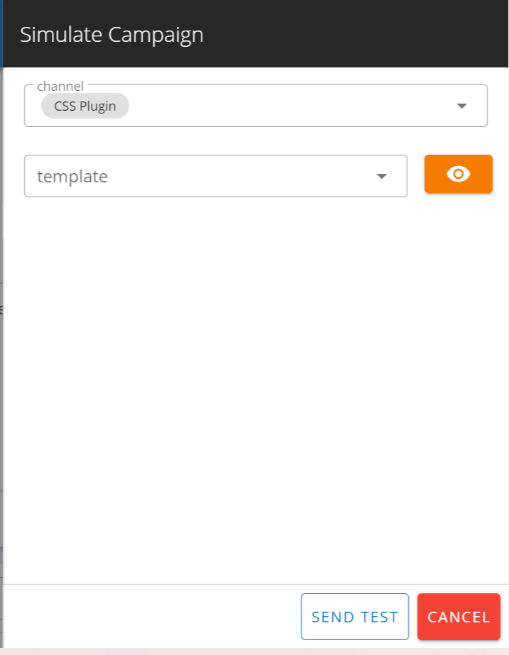 Simulate Campaign
channel
CSS Plugin
template
SEND TEST
CANCEL